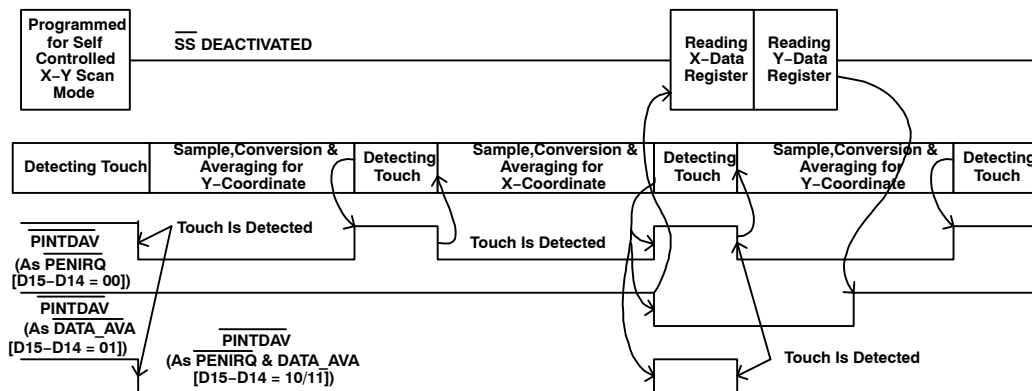 Programmed
for Self
Controlled
X−Y Scan
Mode
SS DEACTIVATED
Reading
X-Data
Register
Reading
Y-Data
Register
Detecting Touch
Sample,Conversion &
Averaging for
Y−Coordinate
Detecting
Touch
Sample,Conversion &
Averaging for
X−Coordinate
Detecting
Touch
Sample,Conversion &
Averaging for
Y−Coordinate
Detecting
Touch
Touch Is Detected
Touch Is Detected
PINTDAV
(As PENIRQ
[D15−D14 = 00])
PINTDAV
(As DATA_AVA
[D15−D14 = 01])
PINTDAV
(As PENIRQ & DATA_AVA
[D15−D14 = 10/11])
Touch Is Detected